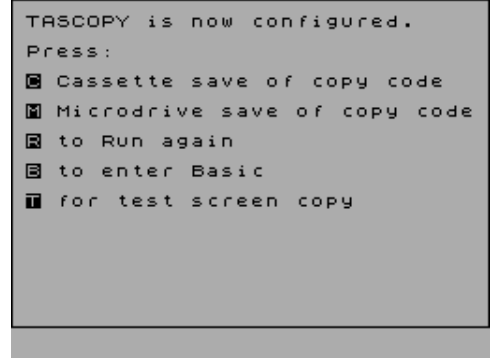 TASCOPY is now configured.
Press:
C Cassette save of copy code
M Microdrive save of copy code
R to Run again
B to enter Basic
T for test screen copy